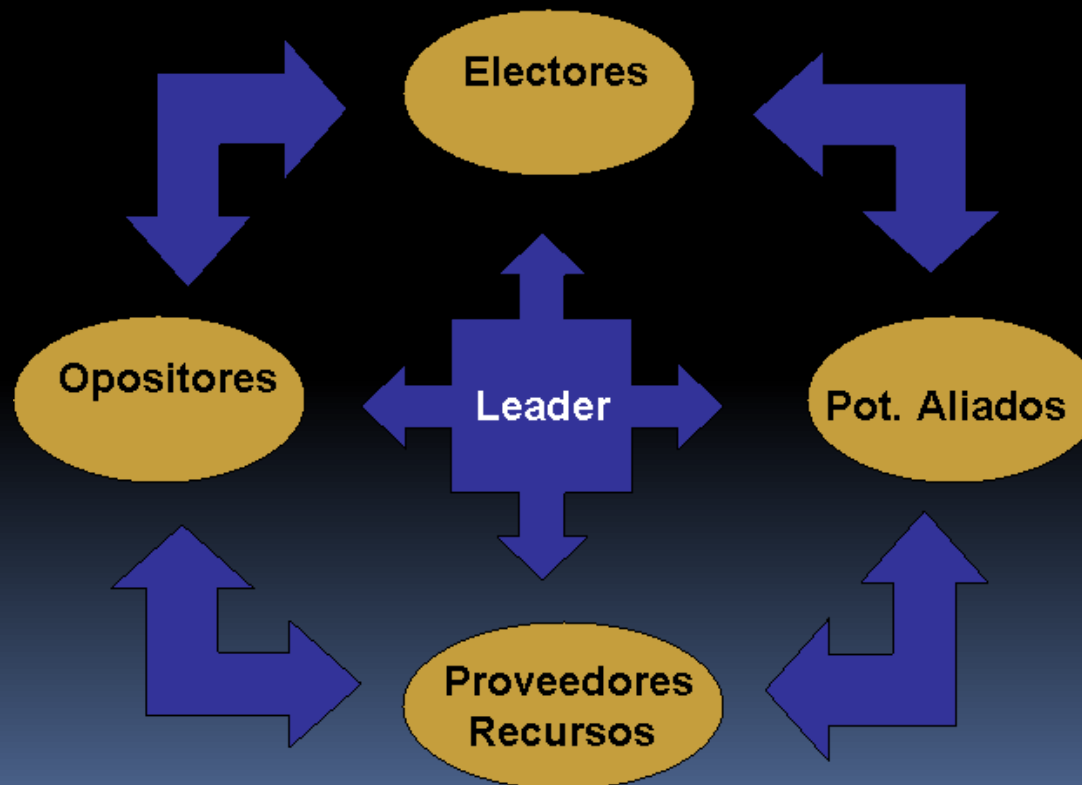 Electores
Opositores
Leader
Pot. Aliados
Proveedores
Recursos